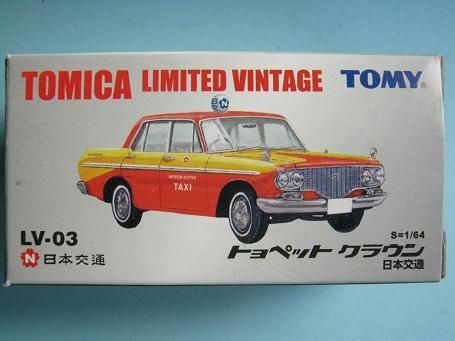 TOMICA LIMITED VINTAGE TOMY®
N
NIPPON KOTSU
TAXI
LV-03
S=1/64
N 日本交通
トヨペット クラウン
日本交通